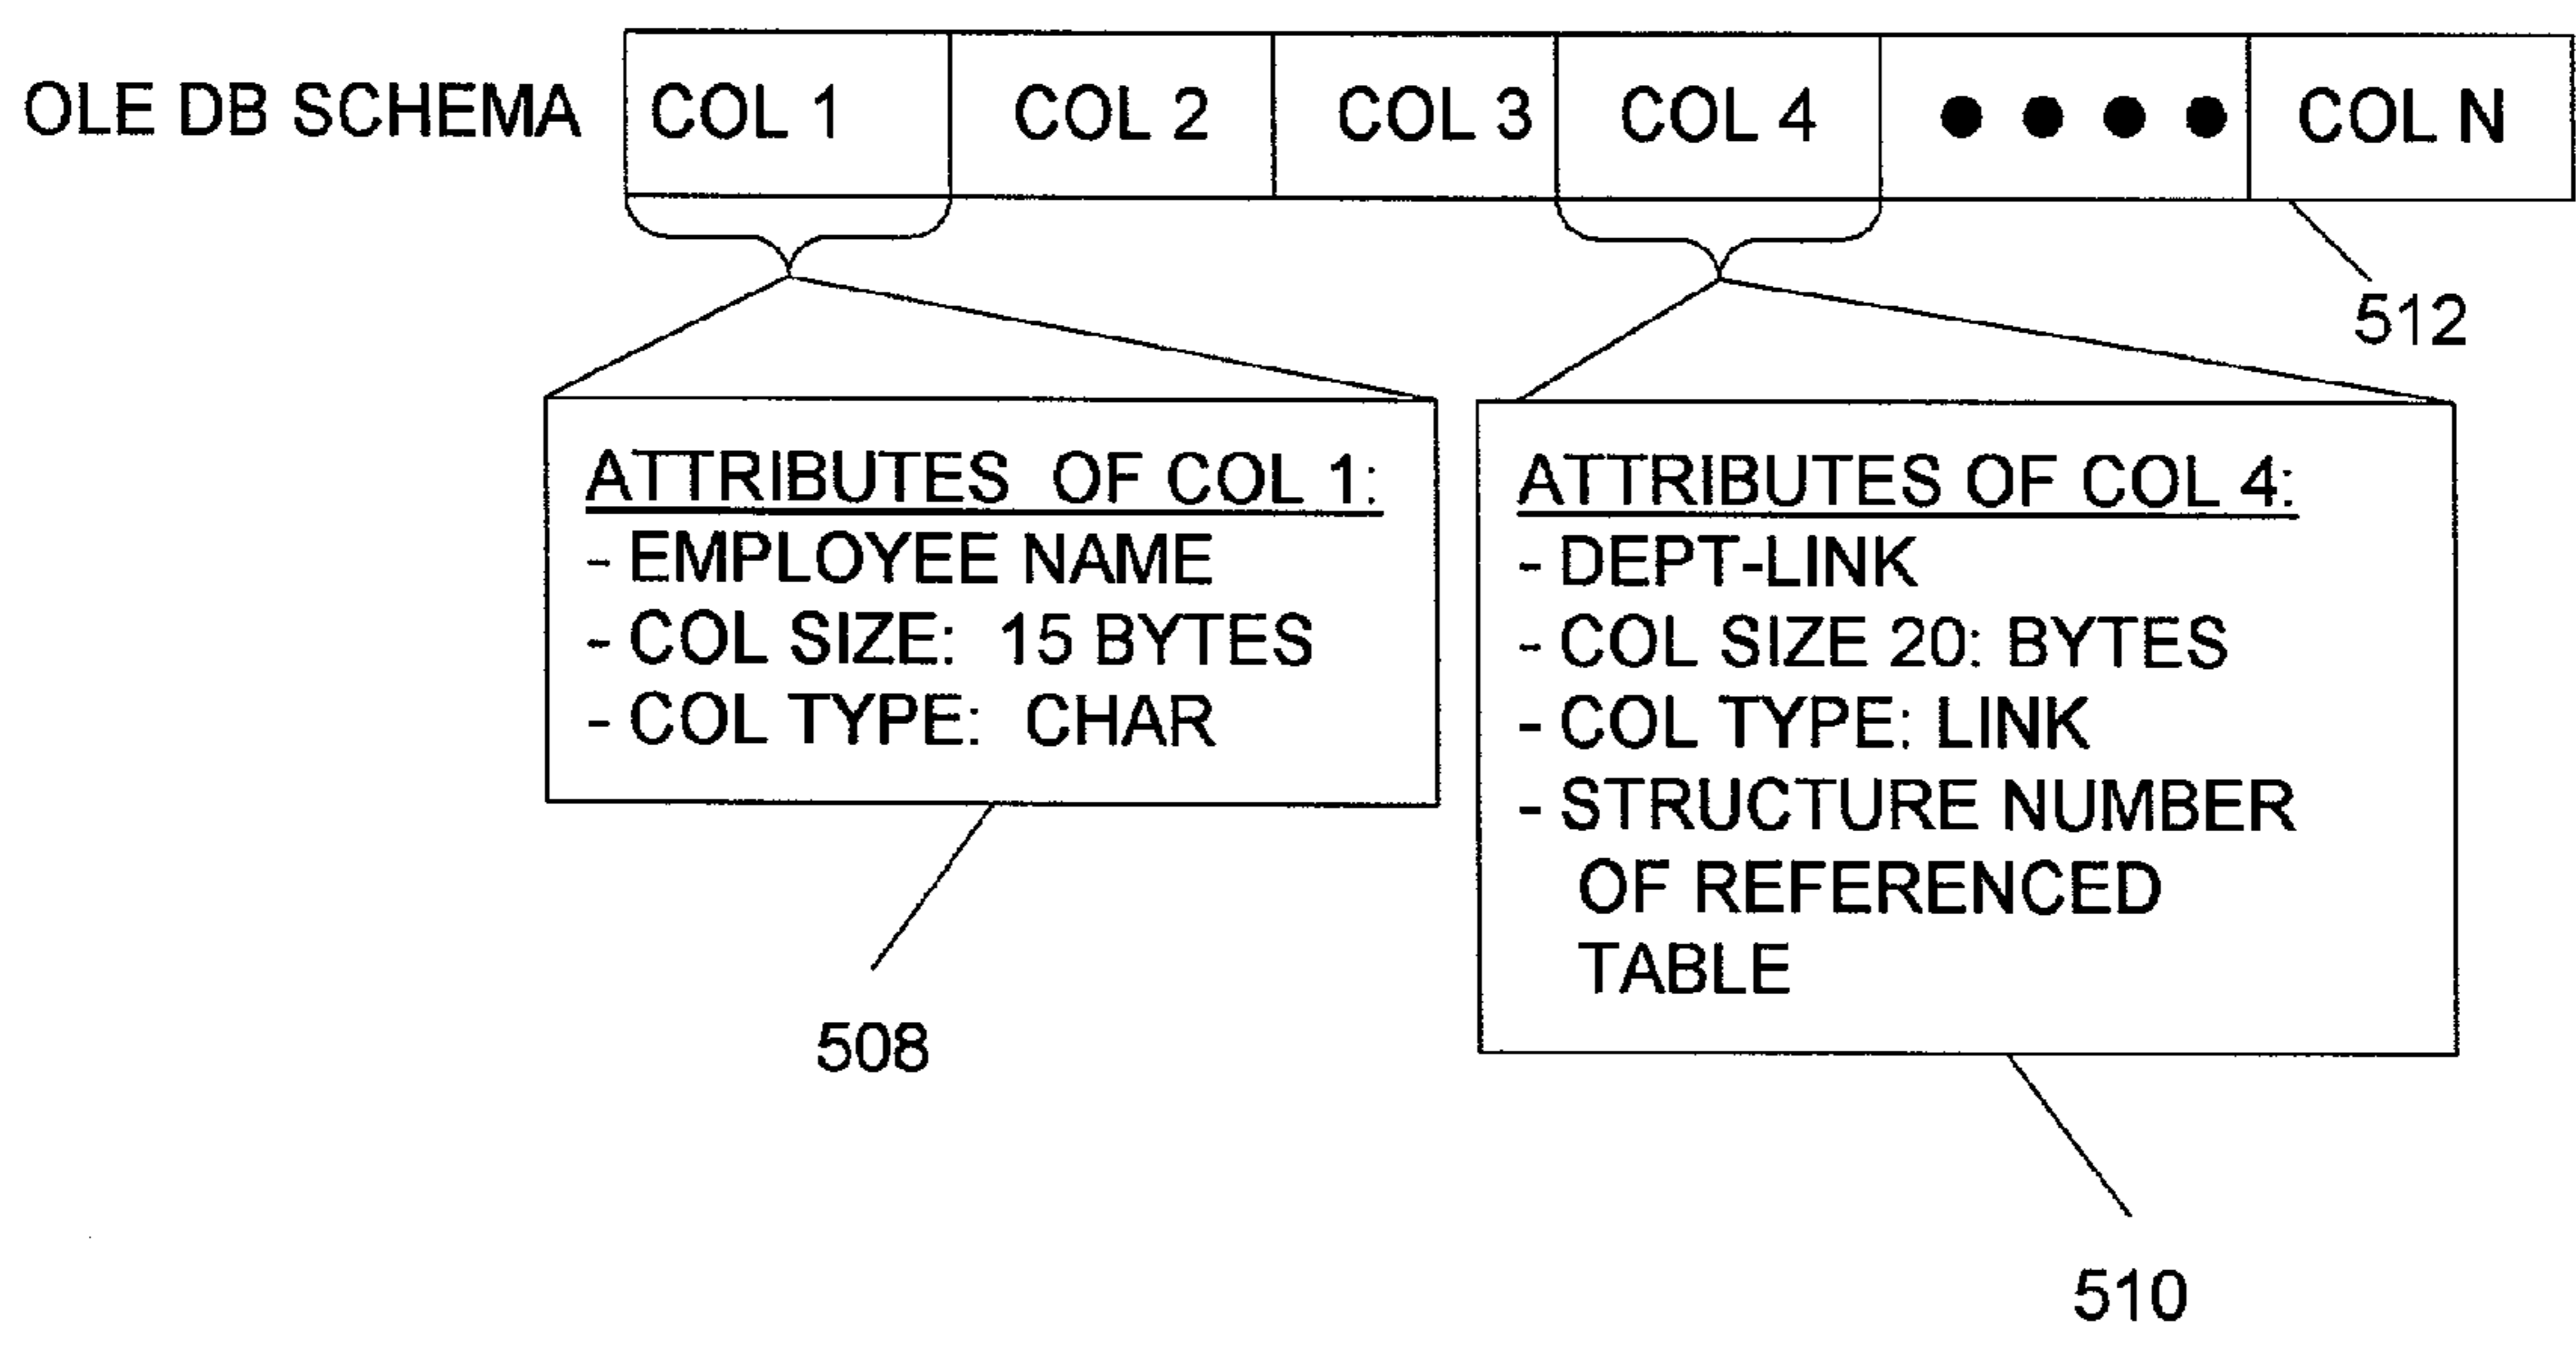 OLE DB SCHEMA COL 1 COL 2 COL 3 COL 4 COL N
512
ATTRIBUTES OF COL 1:
- EMPLOYEE NAME
- COL SIZE: 15 BYTES
- COL TYPE: CHAR
508
ATTRIBUTES OF COL 4:
- DEPT-LINK
- COL SIZE 20: BYTES
- COL TYPE: LINK
- STRUCTURE NUMBER
OF REFERENCED
TABLE
510